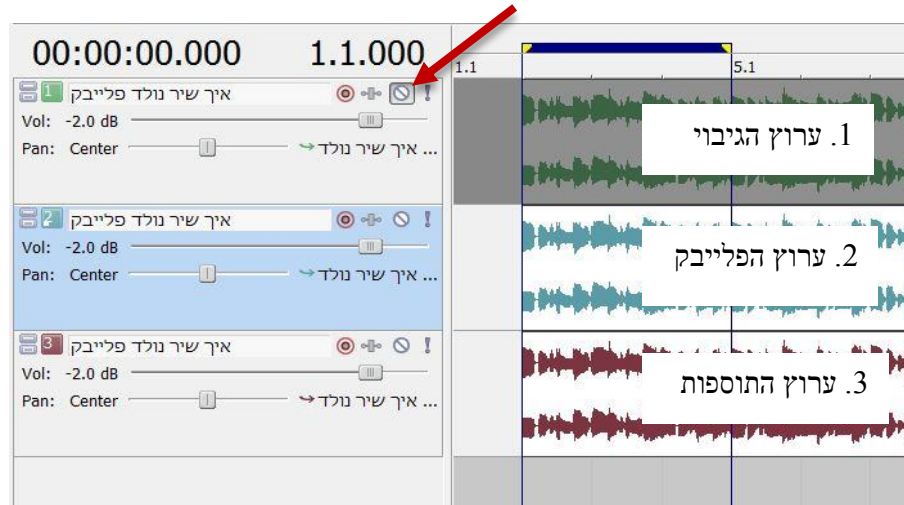 00:00:00.000 1.1.000
1.1 5.1
1 איך שיר נולד פלייבק
Vol: -2.0 dB
Pan: Center איך שיר נולד ...
1. ערוץ הגיבוי
2 איך שיר נולד פלייבק
Vol: -2.0 dB
Pan: Center איך שיר נולד ...
2. ערוץ הפלייבק
3 איך שיר נולד פלייבק
Vol: -2.0 dB
Pan: Center איך שיר נולד ...
3. ערוץ התוספות